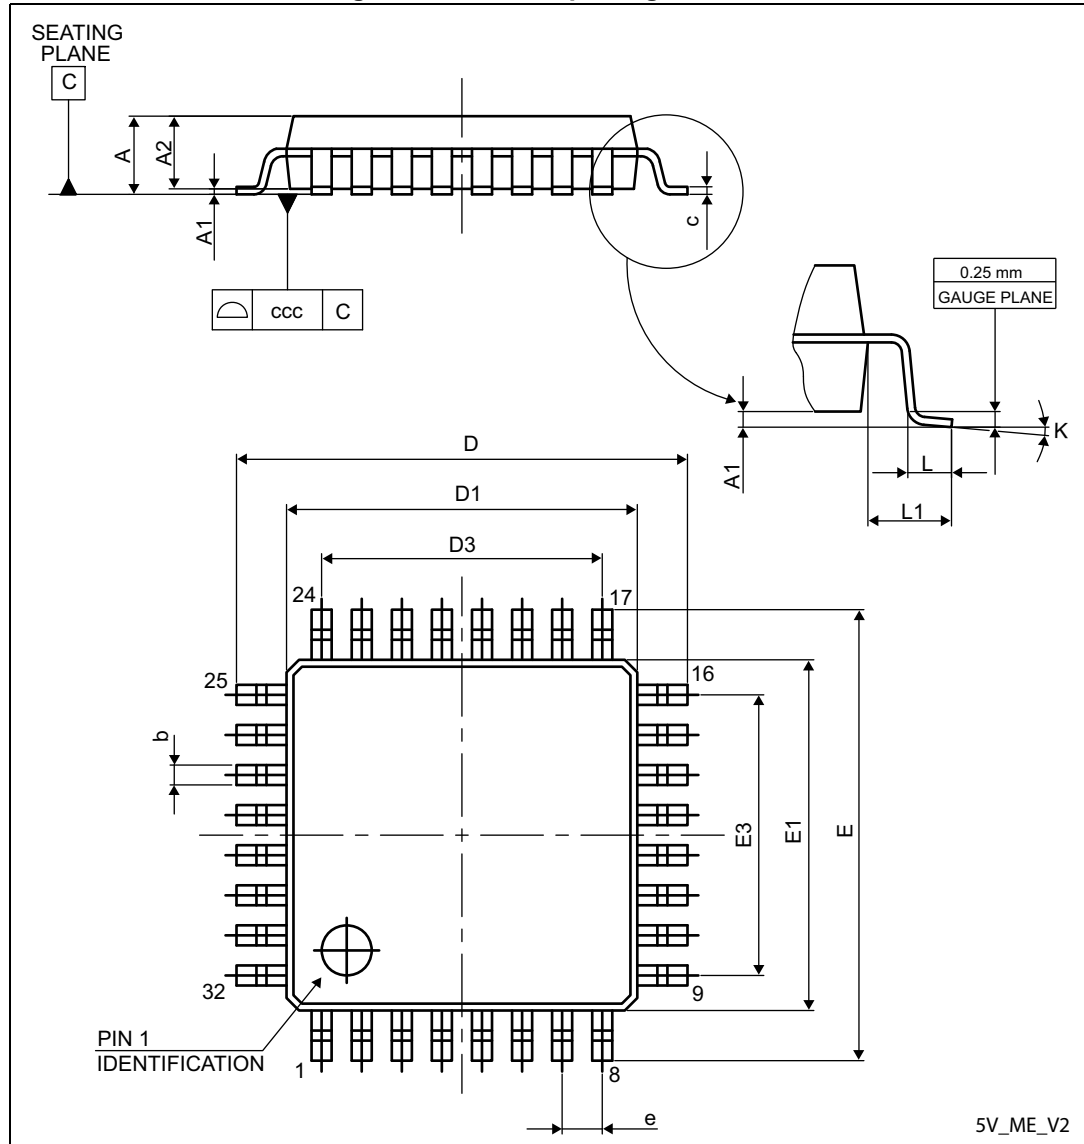 SEATING
PLANE
C
A
A2
A1
c
ccc
C
0.25 mm
GAUGE PLANE
K
A1
L
L1
D
D1
D3
24
17
25
16
b
E3
E1
E
32
9
PIN 1
IDENTIFICATION
1
8
e
5V_ME_V2